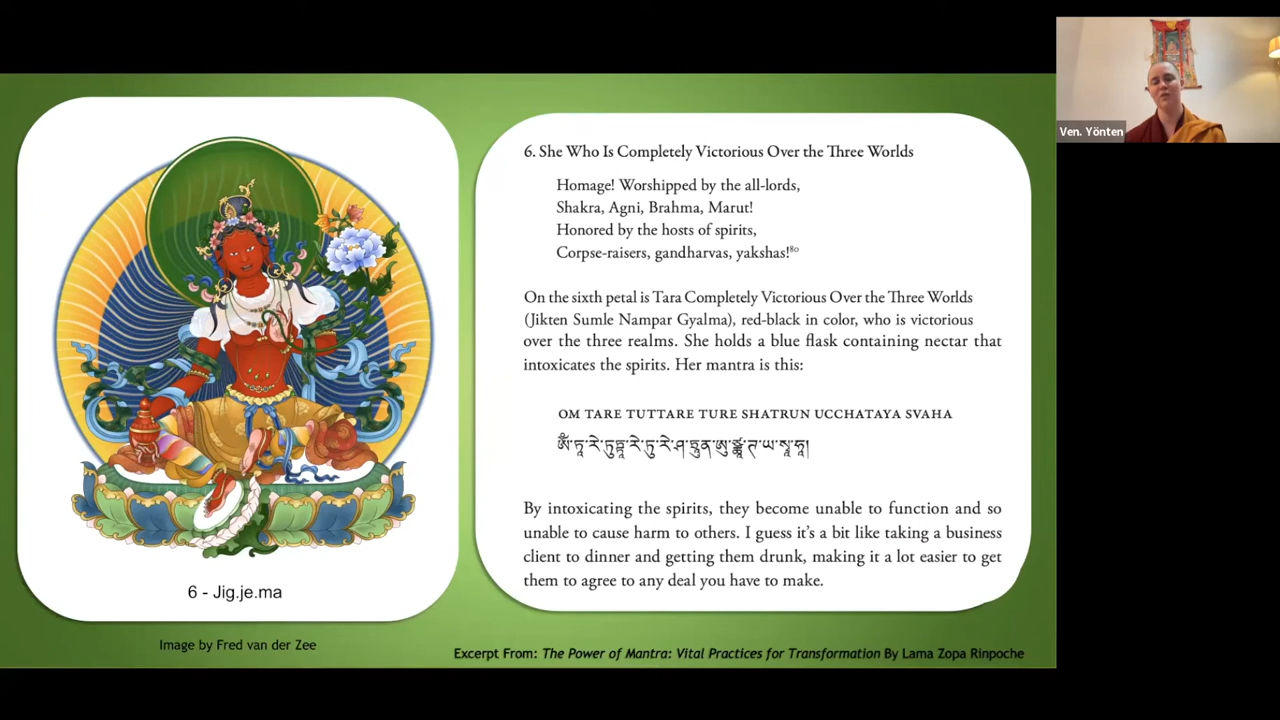 Ven. Yönten
6. She Who Is Completely Victorious Over the Three Worlds
Homage! Worshipped by the all-lords,
Shakra, Agni, Brahma, Marut!
Honored by the hosts of spirits,
Corpse-raisers, gandharvas, yakshas!⁸⁰
On the sixth petal is Tara Completely Victorious Over the Three Worlds
(Jikten Sumle Nampar Gyalma), red-black in color, who is victorious
over the three realms. She holds a blue flask containing nectar that
intoxicates the spirits. Her mantra is this:
OM TARE TUTTARE TURE SHATRUN UCCHATAYA SVAHA
By intoxicating the spirits, they become unable to function and so
unable to cause harm to others. I guess it's a bit like taking a business
client to dinner and getting them drunk, making it a lot easier to get
them to agree to any deal you have to make.
6 - Jig.je.ma
Image by Fred van der Zee
Excerpt From: The Power of Mantra: Vital Practices for Transformation By Lama Zopa Rinpoche